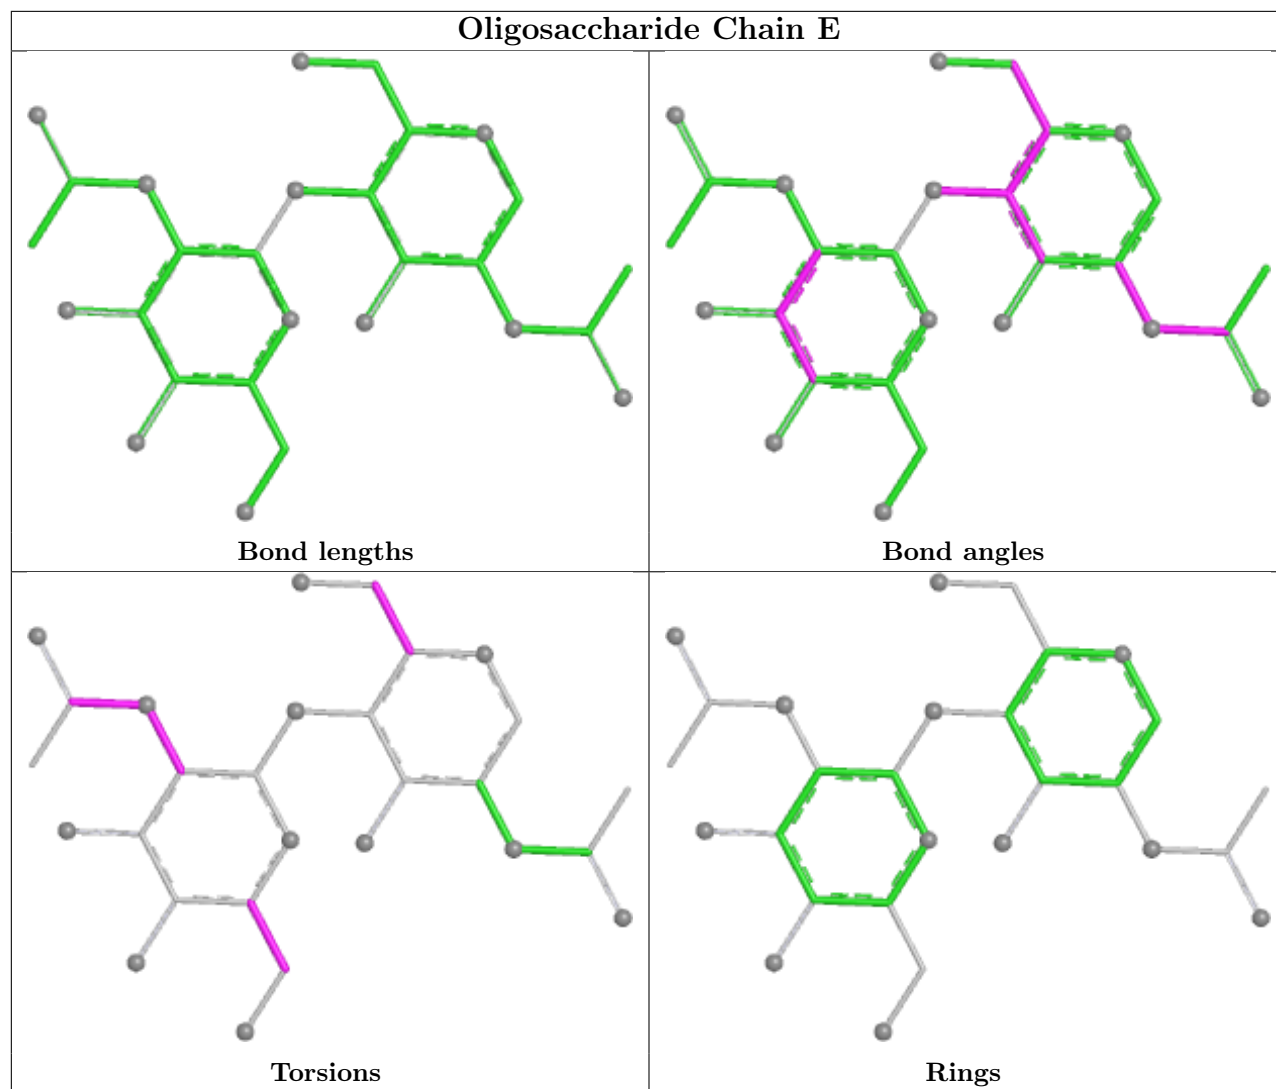 Oligosaccharide Chain E
Bond lengths
Bond angles
Torsions
Rings